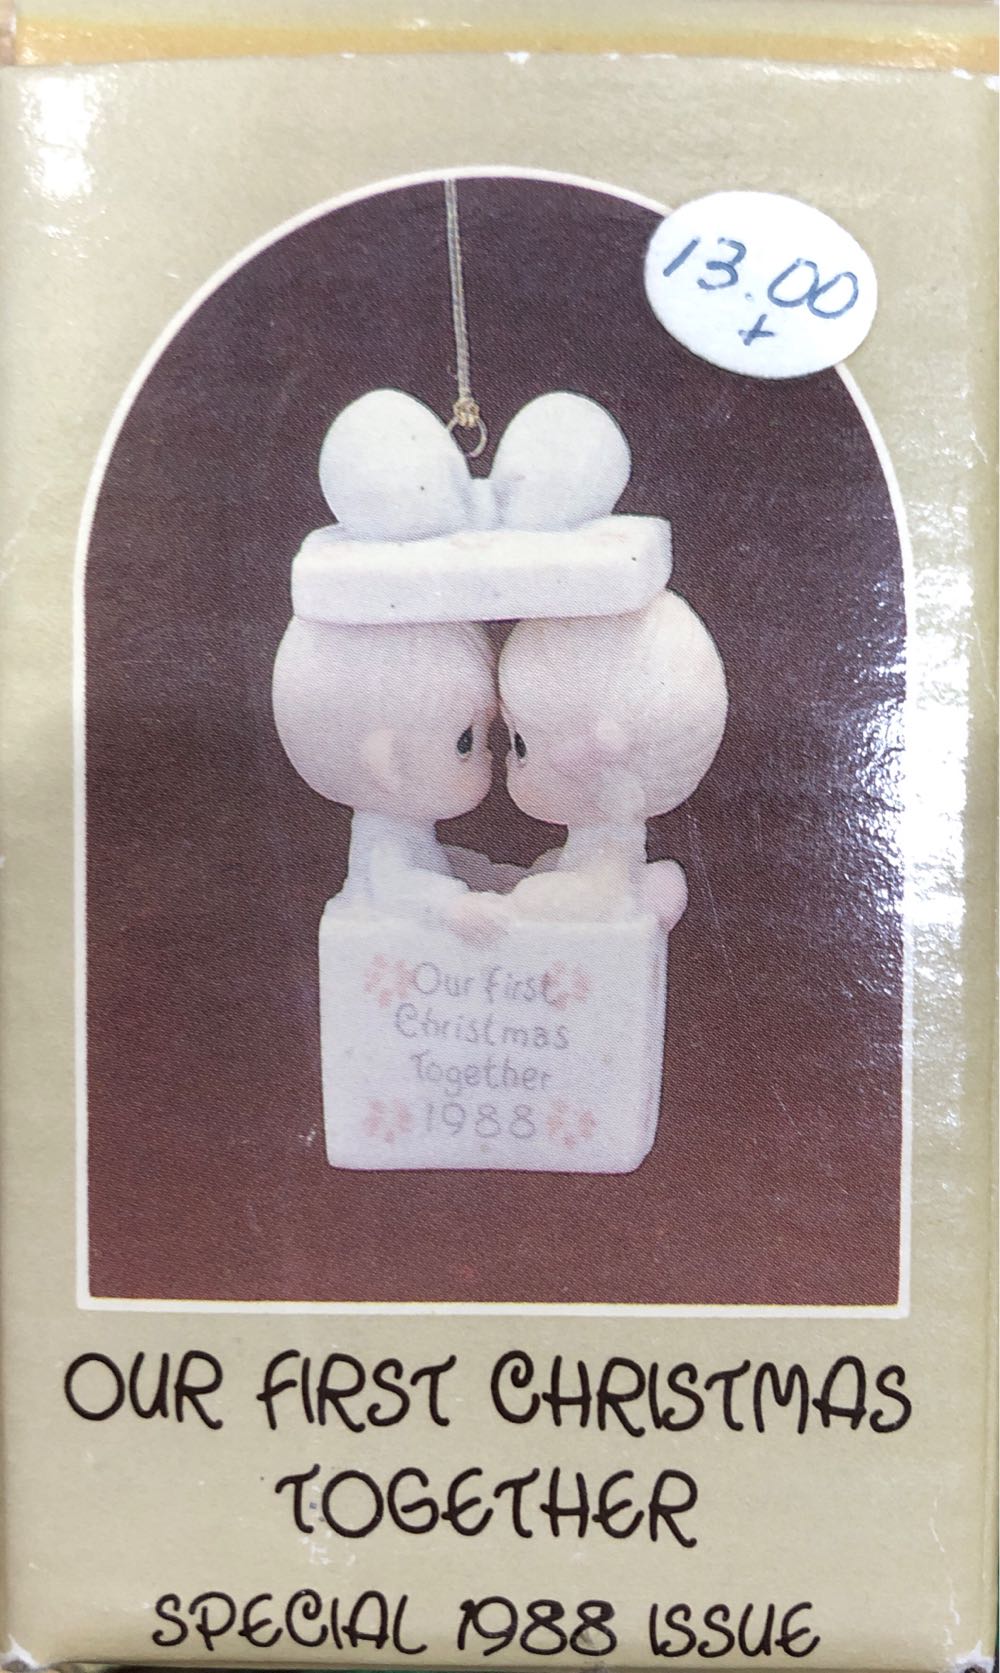 13.00
+
Our First
Christmas
Together
1988
OUR FIRST CHRISTMAS
TOGETHER
SPECIAL 1988 ISSUE